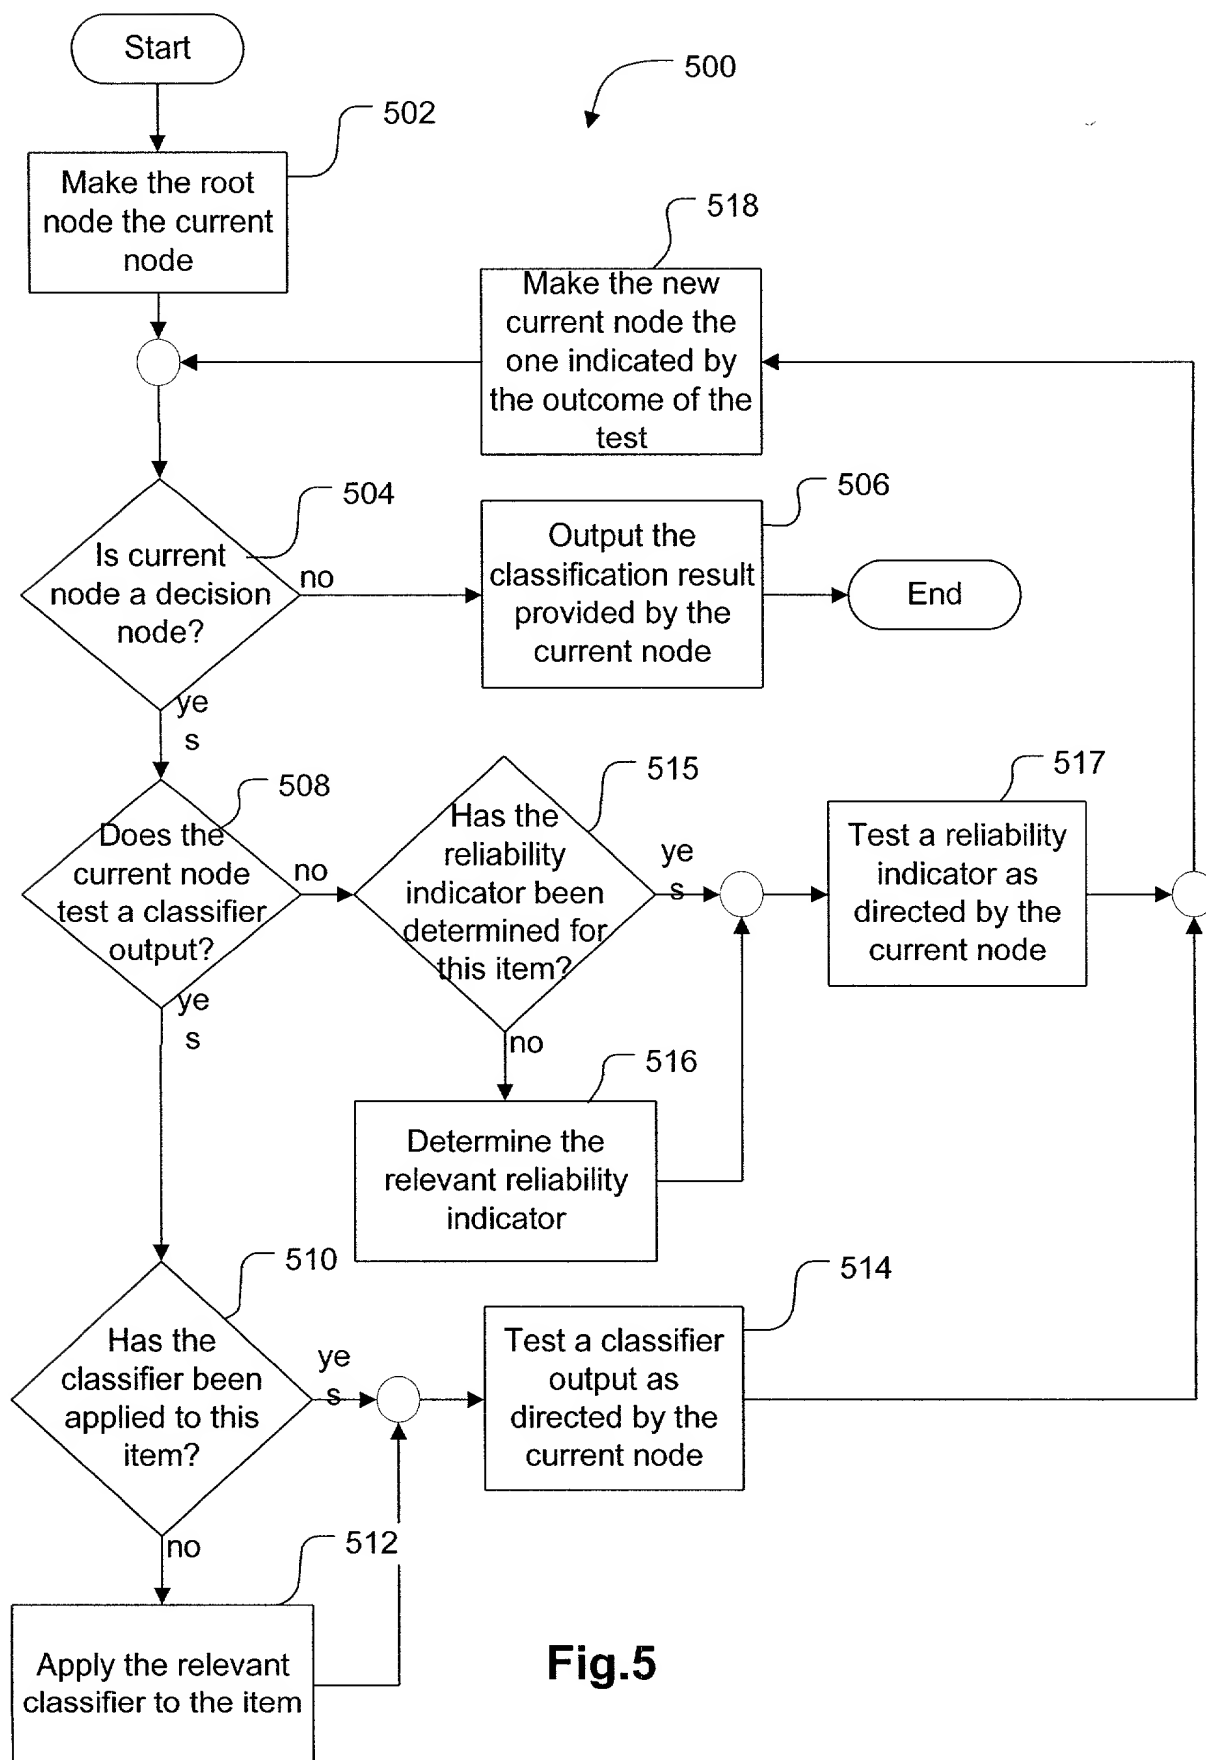 Start
500
502
Make the root
node the current
node
518
Make the new
current node the
one indicated by
the outcome of the
test
504
Is current
node a decision
node?
no
506
Output the
classification result
provided by the
current node
End
ye
s
508
Does the
current node
test a classifier
output?
no
515
Has the
reliability
indicator been
determined for
this item?
ye
s
517
Test a reliability
indicator as
directed by the
current node
ye
s
no
516
Determine the
relevant reliability
indicator
510
Has the
classifier been
applied to this
item?
ye
s
514
Test a classifier
output as
directed by the
current node
no
512
Apply the relevant
classifier to the item
Fig.5